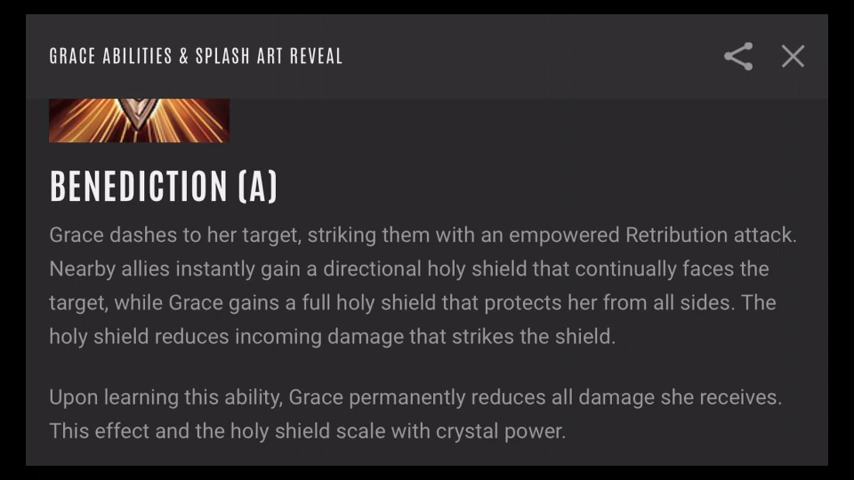 GRACE ABILITIES & SPLASH ART REVEAL
BENEDICTION (A)
Grace dashes to her target, striking them with an empowered Retribution attack.
Nearby allies instantly gain a directional holy shield that continually faces the
target, while Grace gains a full holy shield that protects her from all sides. The
holy shield reduces incoming damage that strikes the shield.
Upon learning this ability, Grace permanently reduces all damage she receives.
This effect and the holy shield scale with crystal power.